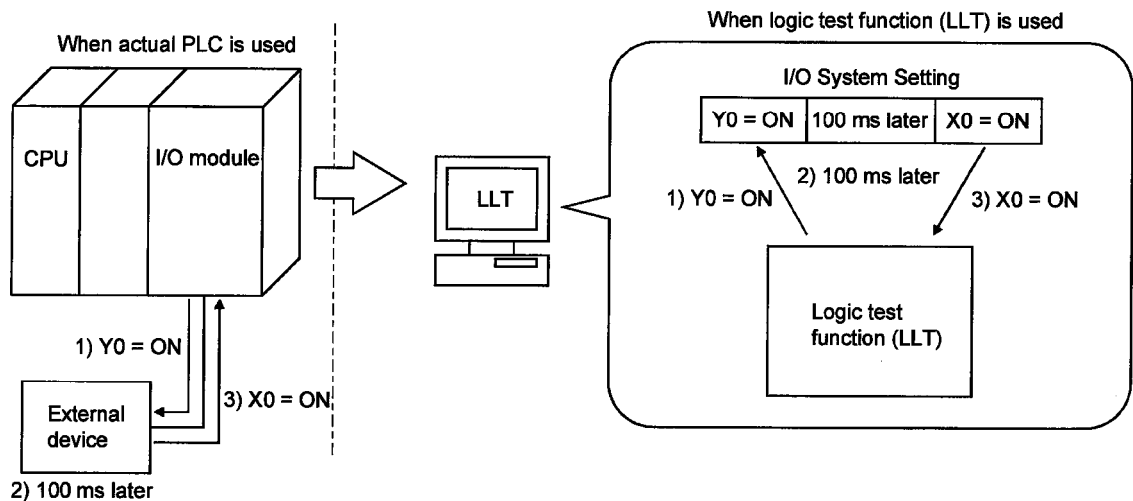 When actual PLC is used
CPU
I/O module
1) Y0 = ON
3) X0 = ON
External
device
2) 100 ms later
LLT
When logic test function (LLT) is used
I/O System Setting
Y0 = ON
100 ms later
X0 = ON
2) 100 ms later
1) Y0 = ON
3) X0 = ON
Logic test
function (LLT)